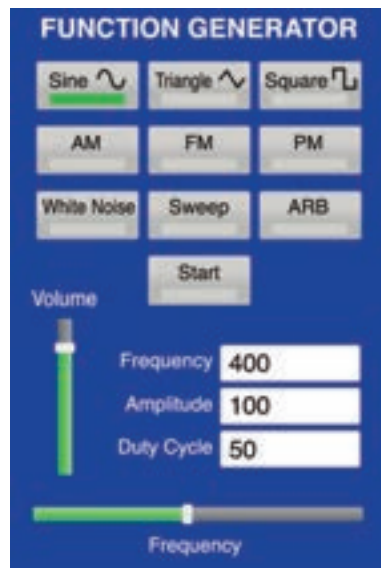 FUNCTION GENERATOR
Sine Triangle Square
AM FM PM
White Noise Sweep ARB
Start
Volume
Frequency 400
Amplitude 100
Duty Cycle 50
Frequency